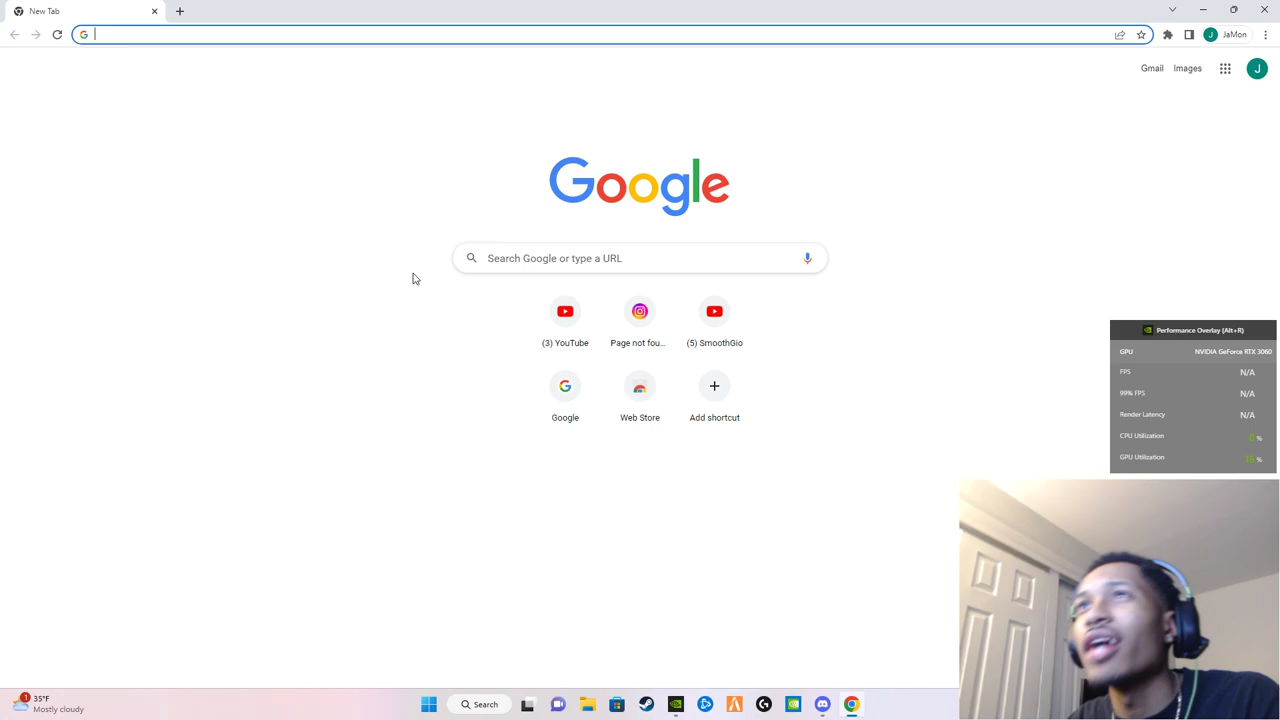 New Tab
JaMon
Gmail Images J
Google
Search Google or type a URL
(3) YouTube
Page not fou...
(5) SmoothGio
Google
Web Store
Add shortcut
Performance Overlay (Alt+R)
GPU NVIDIA GeForce RTX 3060
FPS N/A
99% FPS N/A
Render Latency N/A
CPU Utilization 0 %
GPU Utilization %
1
35°F
Mostly cloudy
Search